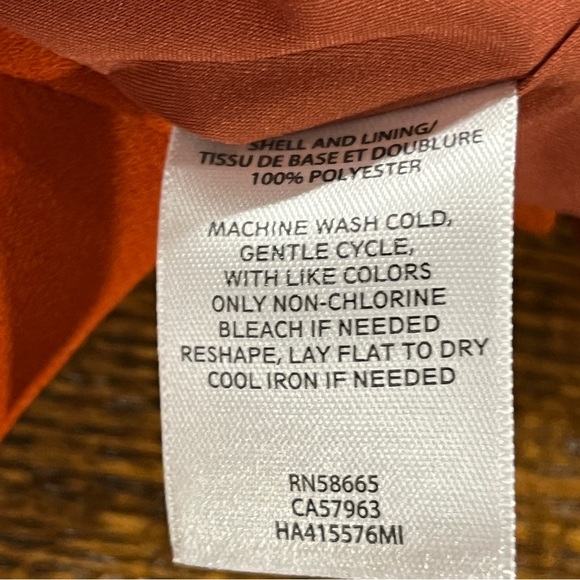 SHELL AND LINING/
TISSU DE BASE ET DOUBLURE
100% POLYESTER
MACHINE WASH COLD,
GENTLE CYCLE,
WITH LIKE COLORS
ONLY NON-CHLORINE
BLEACH IF NEEDED
RESHAPE, LAY FLAT TO DRY
COOL IRON IF NEEDED
RN58665
CA57963
HA415576MI